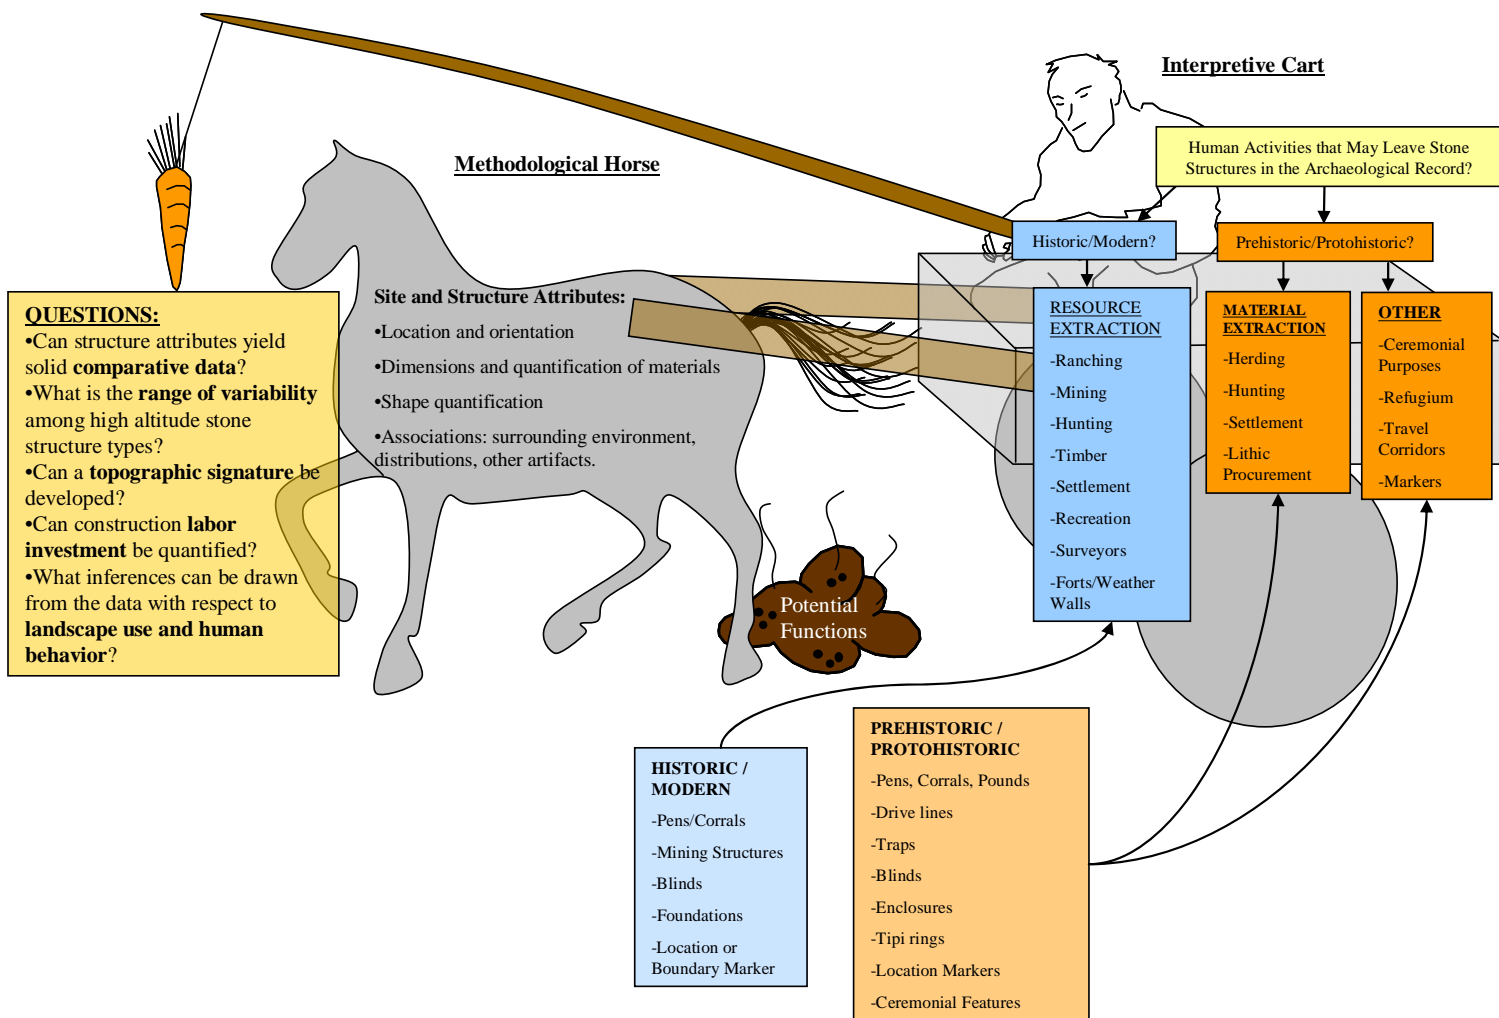 Interpretive Cart
Methodological Horse
Human Activities that May Leave Stone
Structures in the Archaeological Record?
Historic/Modern?
Prehistoric/Protohistoric?
QUESTIONS:
•Can structure attributes yield
solid comparative data?
•What is the range of variability
among high altitude stone
structure types?
•Can a topographic signature be
developed?
•Can construction labor
investment be quantified?
•What inferences can be drawn
from the data with respect to
landscape use and human
behavior?
Site and Structure Attributes:
•Location and orientation
•Dimensions and quantification of materials
•Shape quantification
•Associations: surrounding environment,
distributions, other artifacts.
RESOURCE
EXTRACTION
-Ranching
-Mining
-Hunting
-Timber
-Settlement
-Recreation
-Surveyors
-Forts/Weather
Walls
MATERIAL
EXTRACTION
-Herding
-Hunting
-Settlement
-Lithic
Procurement
OTHER
-Ceremonial
Purposes
-Refugium
-Travel
Corridors
-Markers
Potential
Functions
HISTORIC /
MODERN
-Pens/Corrals
-Mining Structures
-Blinds
-Foundations
-Location or
Boundary Marker
PREHISTORIC /
PROTOHISTORIC
-Pens, Corrals, Pounds
-Drive lines
-Traps
-Blinds
-Enclosures
-Tipi rings
-Location Markers
-Ceremonial Features